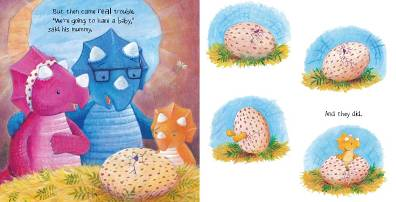 But then came real trouble.
"We're going to have a baby,"
said his mummy.
And they did.